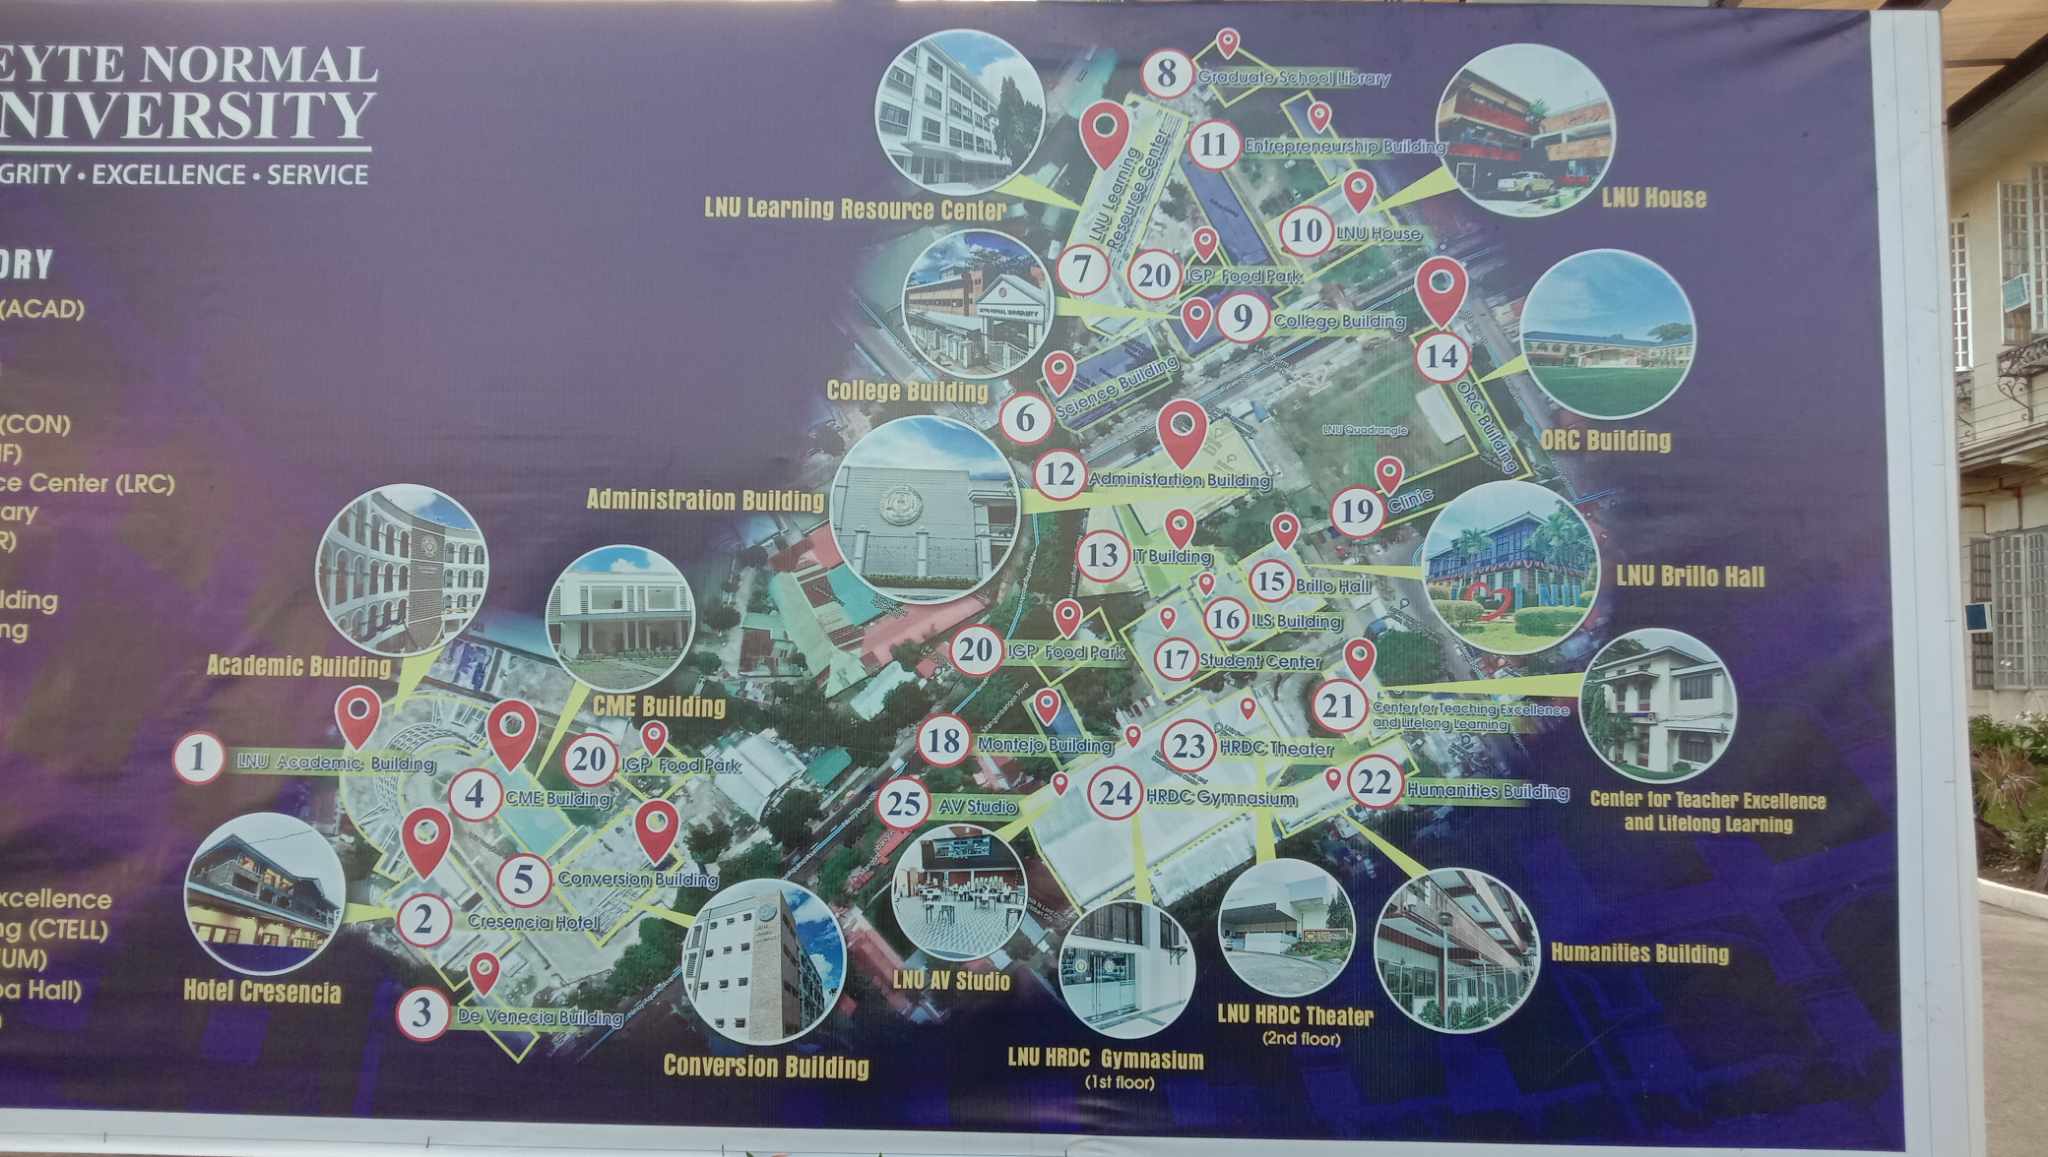 EYTE NORMAL
NIVERSITY
GRITY • EXCELLENCE • SERVICE
ORY
(ACAD)
(CON)
IF)
ce Center (LRC)
ary
R)
lding
ng
xcellence
ng (CTELL)
UM)
oa Hall)
8 Graduate School Library
11 Entrepreneurship Building
LNU House
LNU Learning Resource Center
LNU Learning
Resource Center
10 LNU House
7
20 IGP Food Park
9 College Building
14
ORC Building
ORC Building
College Building
6 Science Building
LNU Quadrangle
12 Administartion Building
Administration Building
19 Clinic
13 IT Building
15 Brillo Hall
LNU Brillo Hall
16 ILS Building
20 IGP Food Park
17 Student Center
Academic Building
CME Building
21 Center for Teaching Excellence
and Lifelong Learning
18 Montejo Building
23 HRDC Theater
1 LNU Academic Building
20 IGP Food Park
4 CME Building
25 AV Studio
24 HRDC Gymnasium
22 Humanities Building
Center for Teacher Excellence
and Lifelong Learning
5 Conversion Building
2 Cresencia Hotel
Hotel Cresencia
3 De Venecia Building
Conversion Building
LNU AV Studio
LNU HRDC Gymnasium
(1st floor)
LNU HRDC Theater
(2nd floor)
Humanities Building